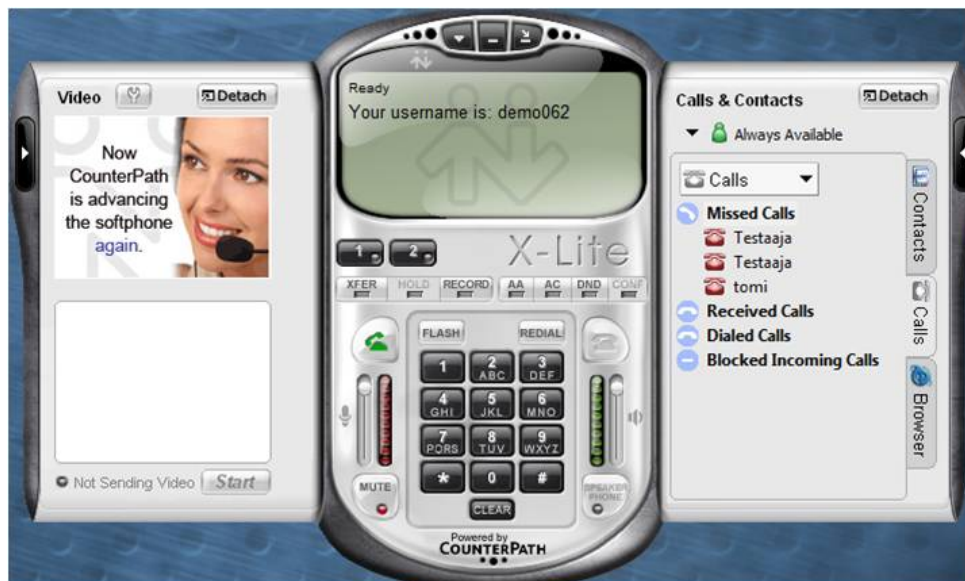 Video
Detach
Now
CounterPath
is advancing
the softphone
again.
Not Sending Video
Start
Ready
Your username is: demo062
1
2
X-Lite
XFER
HOLD
RECORD
AA
AC
DND
CONF
FLASH
REDIAL
1
2
ABC
3
DEF
4
GHI
5
JKL
6
MNO
7
PQRS
8
TUV
9
WXYZ
*
0
#
MUTE
CLEAR
SPEAKER
PHONE
Powered by
COUNTERPATH
Calls & Contacts
Detach
Always Available
Calls
Missed Calls
Testaaja
Testaaja
tomi
Received Calls
Dialed Calls
Blocked Incoming Calls
Contacts
Calls
Browser